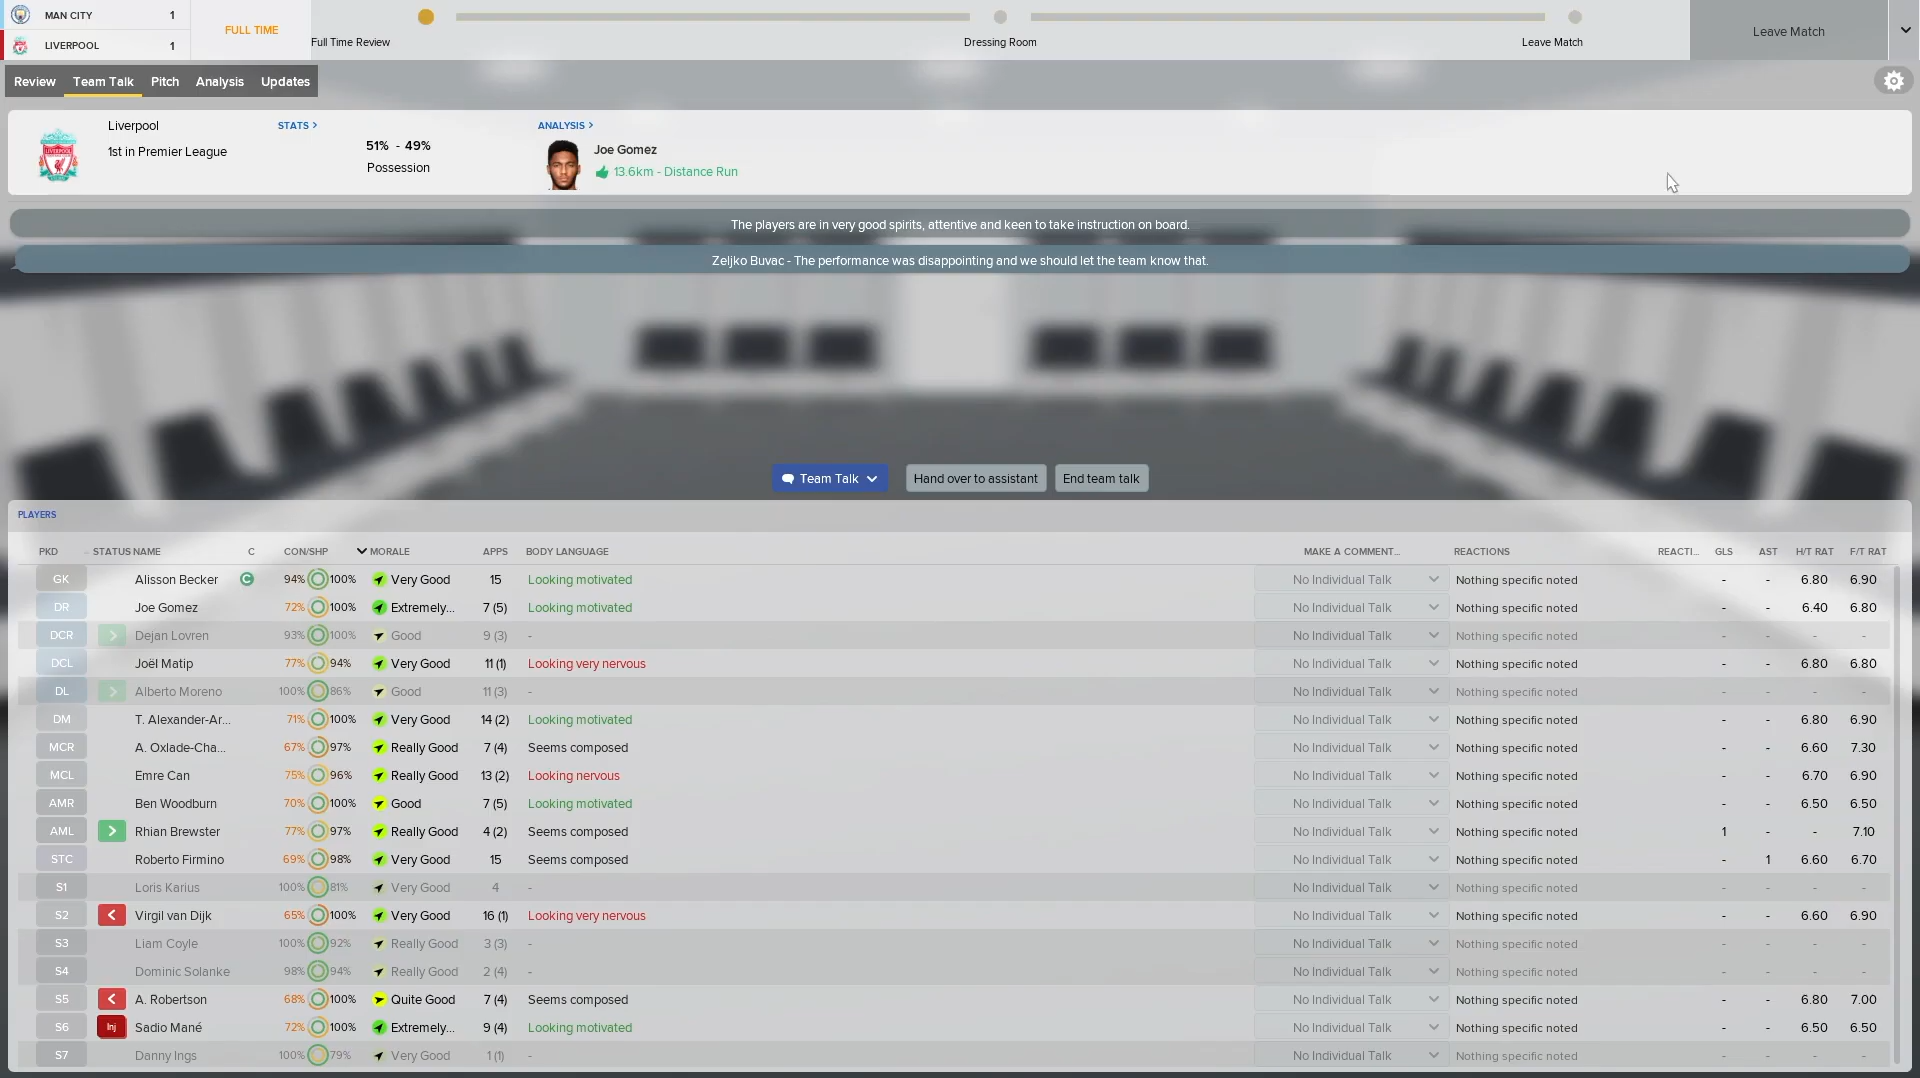 MAN CITY 1
LIVERPOOL 1
FULL TIME
Full Time Review
Dressing Room
Leave Match
Leave Match
Review Team Talk Pitch Analysis Updates
Liverpool
1st in Premier League
STATS >
51% - 49%
Possession
ANALYSIS >
Joe Gomez
13.6km - Distance Run
The players are in very good spirits, attentive and keen to take instruction on board.
Zeljko Buvac - The performance was disappointing and we should let the team know that.
Team Talk Hand over to assistant End team talk
PLAYERS
PKD STATUS NAME C CON/SHP MORALE APPS BODY LANGUAGE MAKE A COMMENT... REACTIONS REACTI... GLS AST H/T RAT F/T RAT
GK Alisson Becker C 94% 100% Very Good 15 Looking motivated No Individual Talk Nothing specific noted - - 6.80 6.90
DR Joe Gomez 72% 100% Extremely... 7 (5) Looking motivated No Individual Talk Nothing specific noted - - 6.40 6.80
DCR Dejan Lovren 93% 100% Good 9 (3) - No Individual Talk Nothing specific noted - - - -
DCL Joël Matip 77% 94% Very Good 11 (1) Looking very nervous No Individual Talk Nothing specific noted - - 6.80 6.80
DL Alberto Moreno 100% 86% Good 11 (3) - No Individual Talk Nothing specific noted - - - -
DM T. Alexander-Ar... 71% 100% Very Good 14 (2) Looking motivated No Individual Talk Nothing specific noted - - 6.80 6.90
MCR A. Oxlade-Cha... 67% 97% Really Good 7 (4) Seems composed No Individual Talk Nothing specific noted - - 6.60 7.30
MCL Emre Can 75% 96% Really Good 13 (2) Looking nervous No Individual Talk Nothing specific noted - - 6.70 6.90
AMR Ben Woodburn 70% 100% Good 7 (5) Looking motivated No Individual Talk Nothing specific noted - - 6.50 6.50
AML Rhian Brewster 77% 97% Really Good 4 (2) Seems composed No Individual Talk Nothing specific noted 1 - - 7.10
STC Roberto Firmino 69% 98% Very Good 15 Seems composed No Individual Talk Nothing specific noted - 1 6.60 6.70
S1 Loris Karius 100% 81% Very Good 4 - No Individual Talk Nothing specific noted - - - -
S2 Virgil van Dijk 65% 100% Very Good 16 (1) Looking very nervous No Individual Talk Nothing specific noted - - 6.60 6.90
S3 Liam Coyle 100% 92% Really Good 3 (3) - No Individual Talk Nothing specific noted - - - -
S4 Dominic Solanke 98% 94% Really Good 2 (4) - No Individual Talk Nothing specific noted - - - -
S5 A. Robertson 68% 100% Quite Good 7 (4) Seems composed No Individual Talk Nothing specific noted - - 6.80 7.00
S6 Inj Sadio Mané 72% 100% Extremely... 9 (4) Looking motivated No Individual Talk Nothing specific noted - - 6.50 6.50
S7 Danny Ings 100% 79% Very Good 1 (1) - No Individual Talk Nothing specific noted - - - -